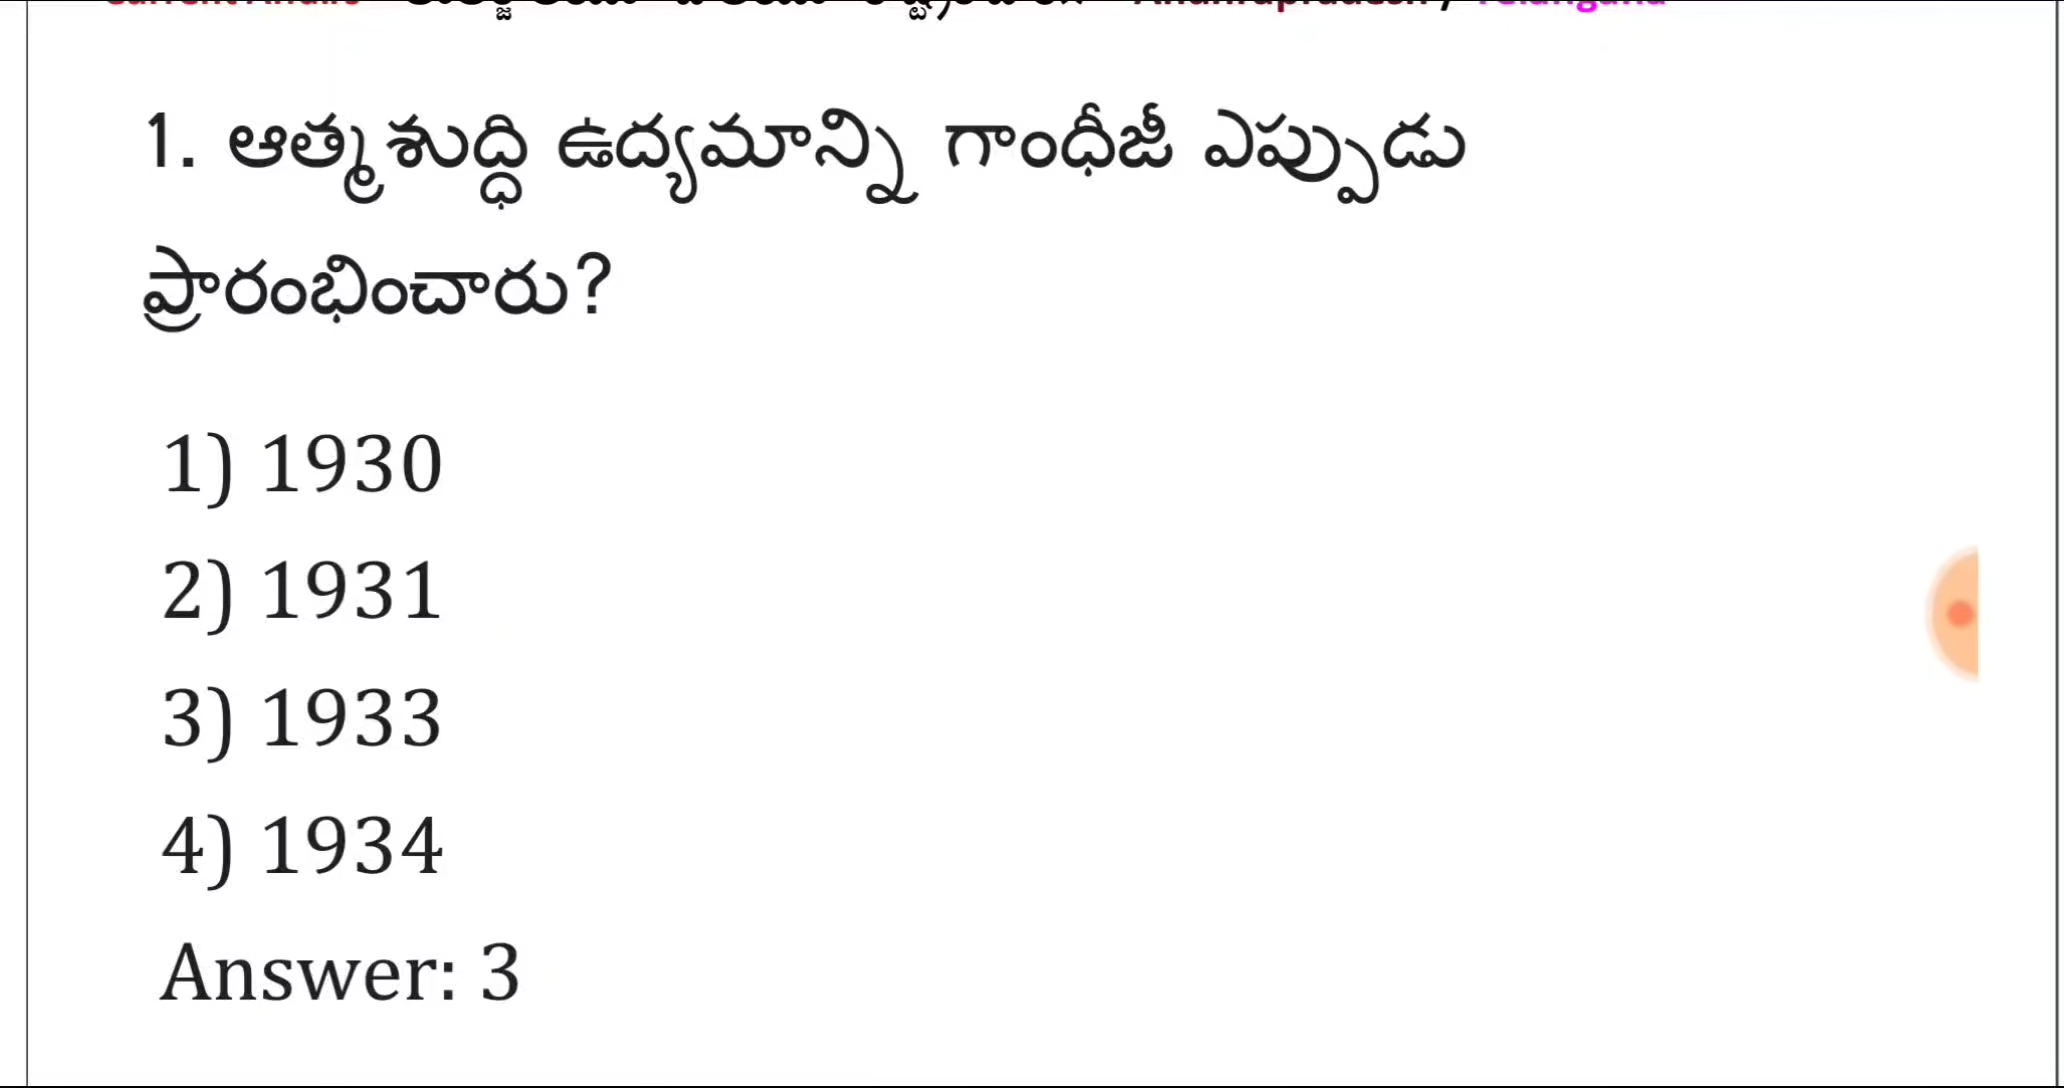 1. ఆత్మశుద్ధి ఉద్యమాన్ని గాంధీజీ ఎప్పుడు
ప్రారంభించారు?
1) 1930
2) 1931
3) 1933
4) 1934
Answer: 3